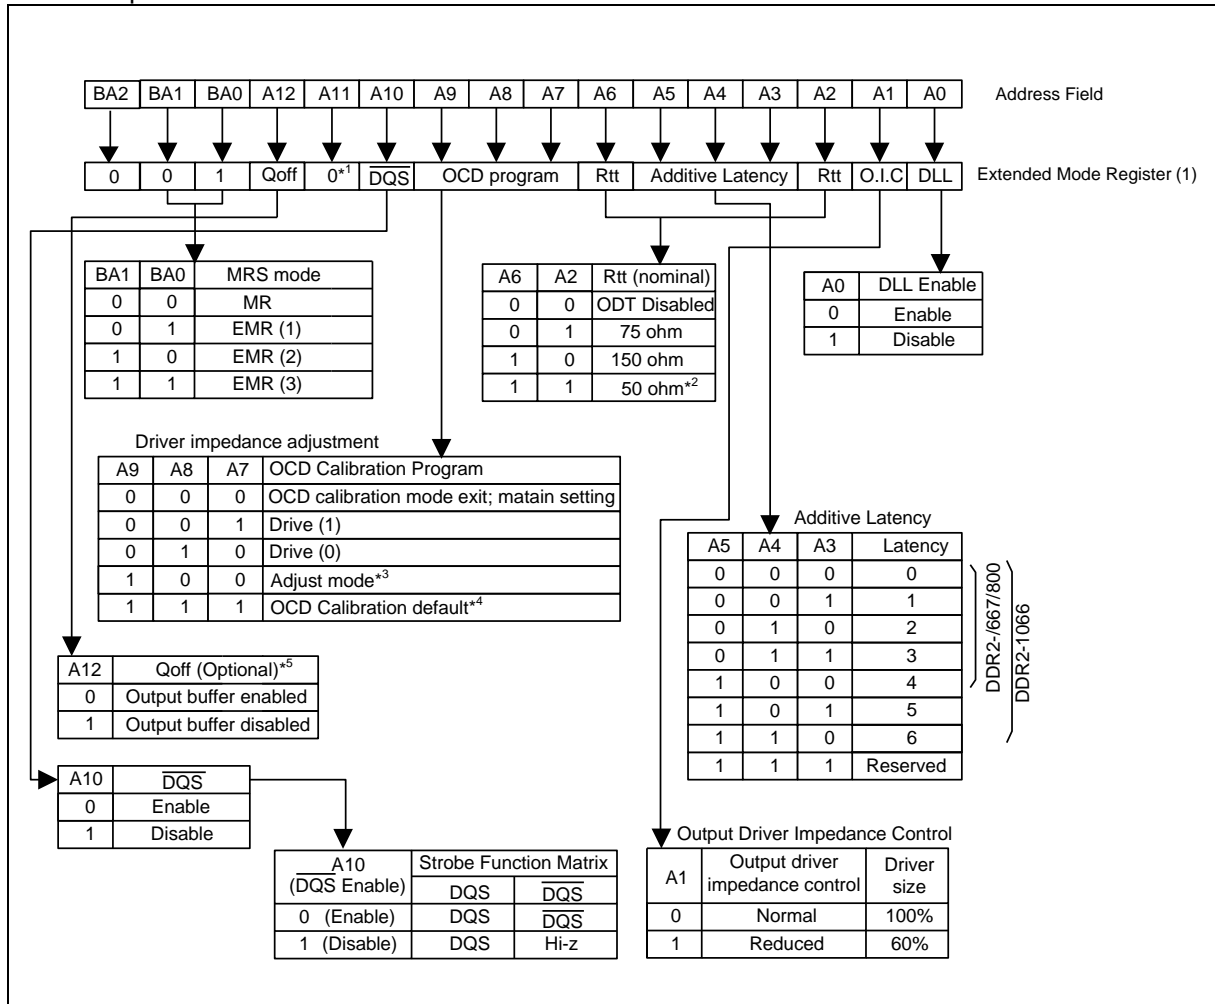 BA2 BA1 BA0 A12 A11 A10 A9 A8 A7 A6 A5 A4 A3 A2 A1 A0 Address Field
0 0 1 Qoff 0*1 DQS OCD program Rtt Additive Latency Rtt O.I.C DLL Extended Mode Register (1)
BA1 BA0 MRS mode
0 0 MR
0 1 EMR (1)
1 0 EMR (2)
1 1 EMR (3)
A6 A2 Rtt (nominal)
0 0 ODT Disabled
0 1 75 ohm
1 0 150 ohm
1 1 50 ohm*2
A0 DLL Enable
0 Enable
1 Disable
Driver impedance adjustment
A9 A8 A7 OCD Calibration Program
0 0 0 OCD calibration mode exit; matain setting
0 0 1 Drive (1)
0 1 0 Drive (0)
1 0 0 Adjust mode*3
1 1 1 OCD Calibration default*4
Additive Latency
A5 A4 A3 Latency
0 0 0 0
0 0 1 1
0 1 0 2
0 1 1 3
1 0 0 4
1 0 1 5
1 1 0 6
1 1 1 Reserved
DDR2-/667/800
DDR2-1066
A12 Qoff (Optional)*5
0 Output buffer enabled
1 Output buffer disabled
A10 DQS
0 Enable
1 Disable
A10 (DQS Enable) Strobe Function Matrix
DQS DQS
0 (Enable) DQS DQS
1 (Disable) DQS Hi-z
Output Driver Impedance Control
A1 Output driver impedance control Driver size
0 Normal 100%
1 Reduced 60%